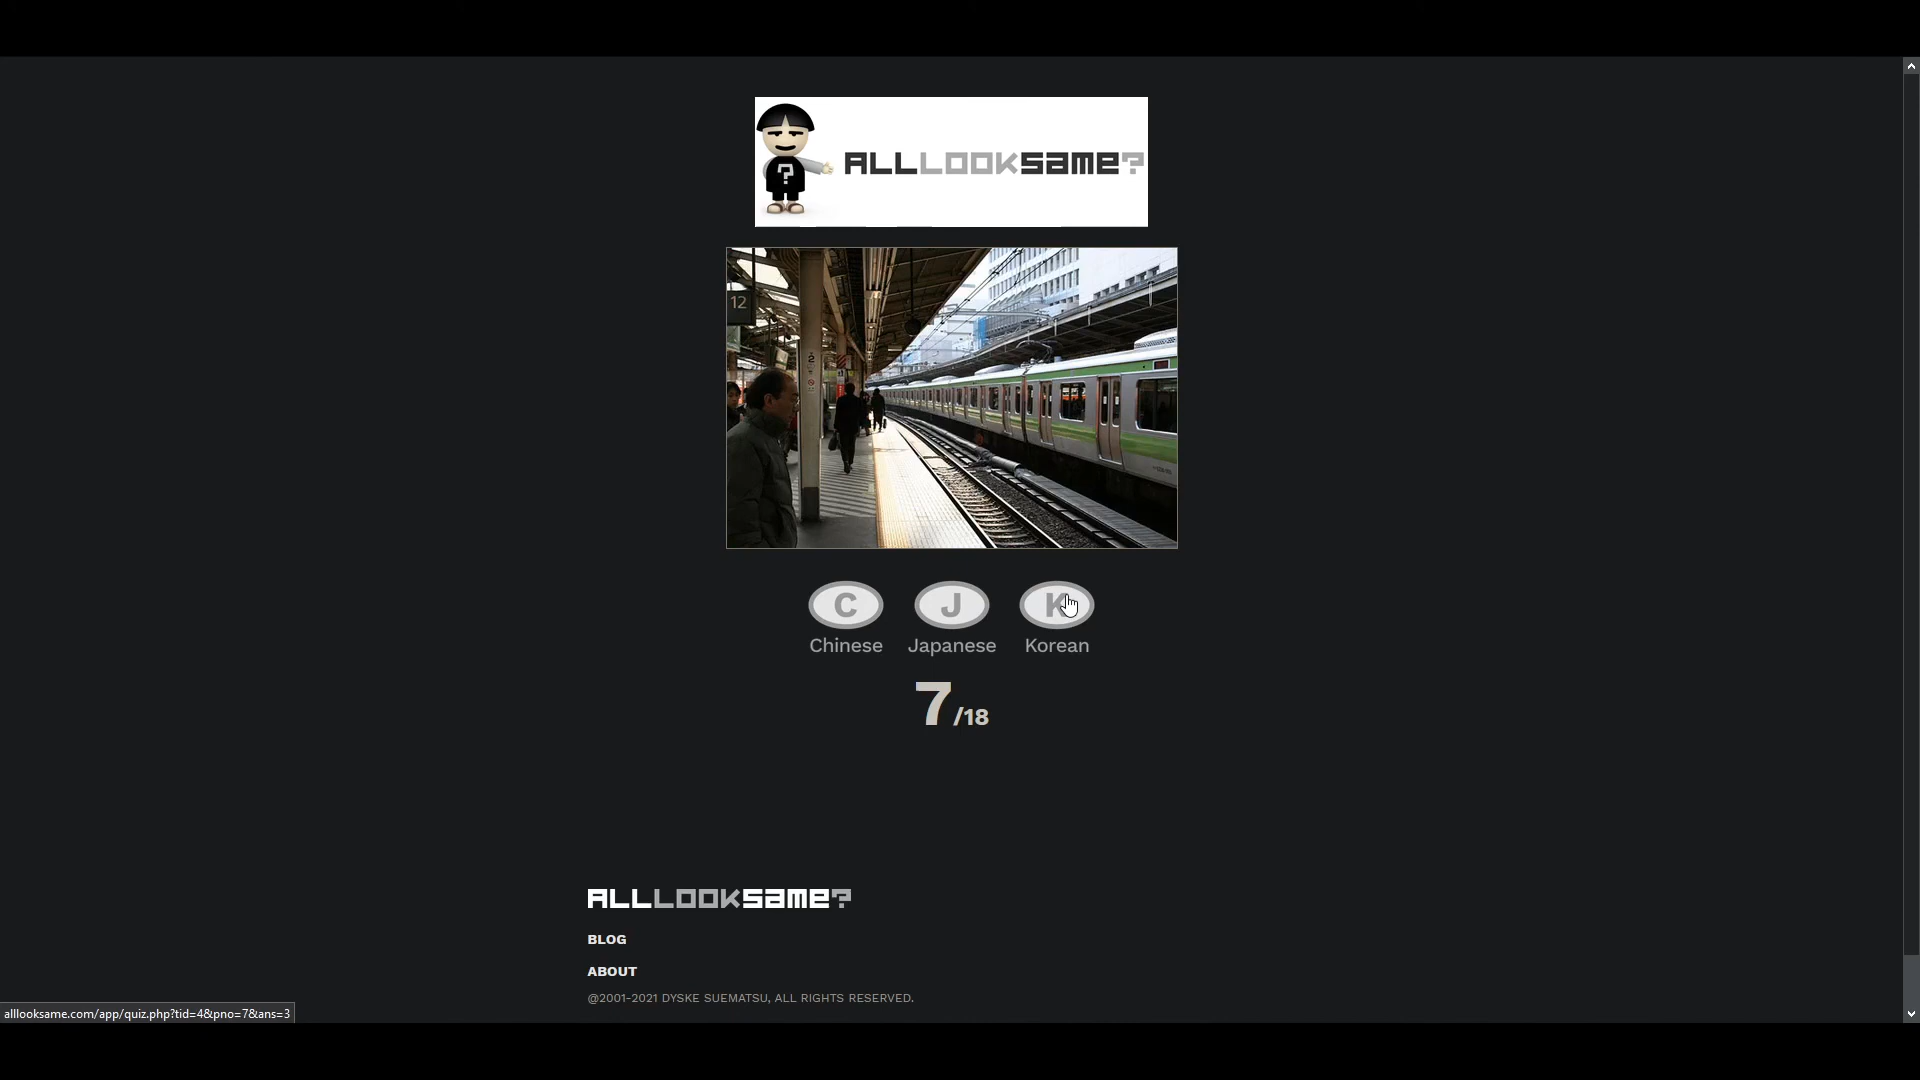 ?
ALLLOOKSAME?
12
C
J
K
Chinese
Japanese
Korean
7/18
ALLLOOKSAME?
BLOG
ABOUT
@2001-2021 DYSKE SUEMATSU, ALL RIGHTS RESERVED.
alllooksame.com/app/quiz.php?tid=4&pno=7&ans=3